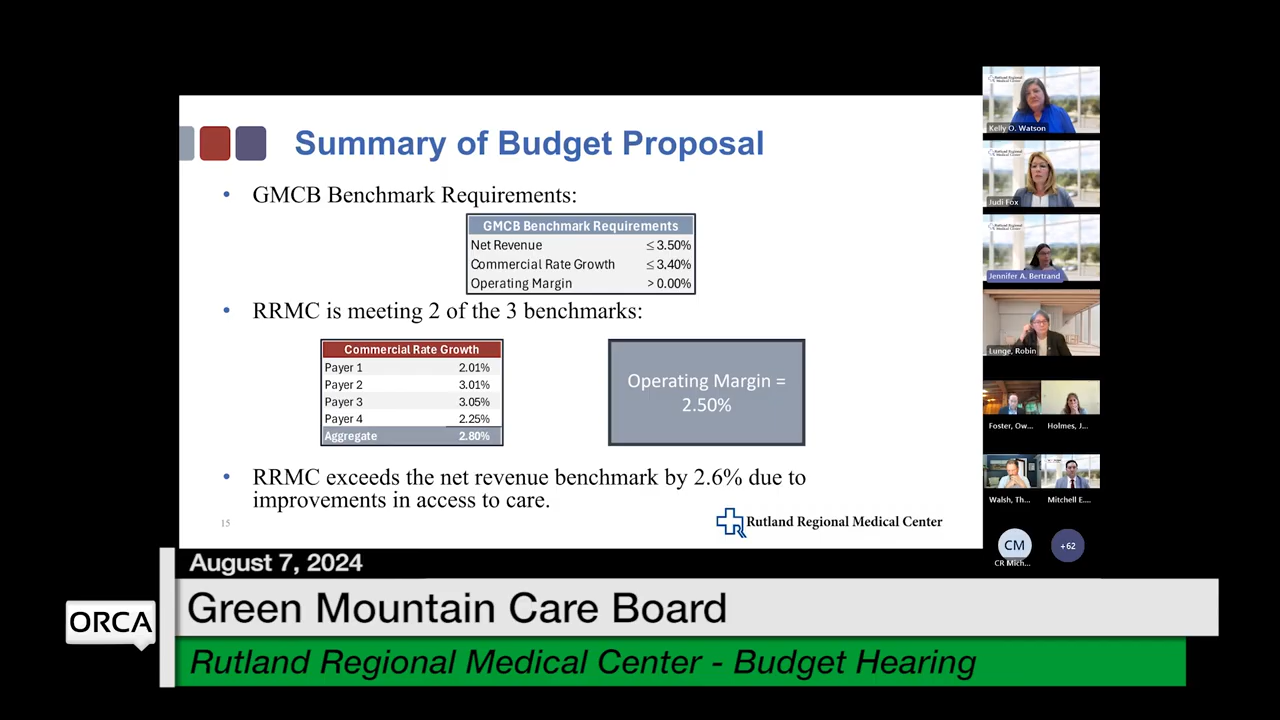 Summary of Budget Proposal
• GMCB Benchmark Requirements:
GMCB Benchmark Requirements
Net Revenue ≤ 3.50%
Commercial Rate Growth ≤ 3.40%
Operating Margin > 0.00%
• RRMC is meeting 2 of the 3 benchmarks:
Commercial Rate Growth
Payer 1 2.01%
Payer 2 3.01%
Payer 3 3.05%
Payer 4 2.25%
Aggregate 2.80%
Operating Margin =
2.50%
• RRMC exceeds the net revenue benchmark by 2.6% due to
improvements in access to care.
15
Rutland Regional Medical Center
Kelly O. Watson
Judi Fox
Jennifer A. Bertrand
Lunge, Robin
Foster, Ow...
Holmes, J...
Walsh, Th...
Mitchell E....
CM
CR Mich...
+62
August 7, 2024
ORCA
Green Mountain Care Board
Rutland Regional Medical Center - Budget Hearing